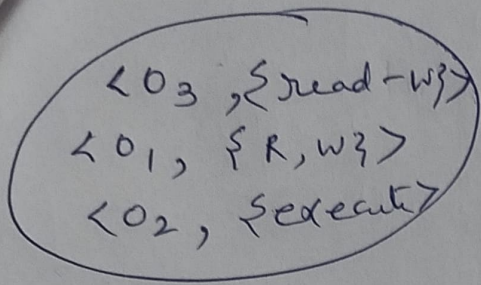 <O3, {read-W}>
<O1, {R, W}>
<O2, {execute>